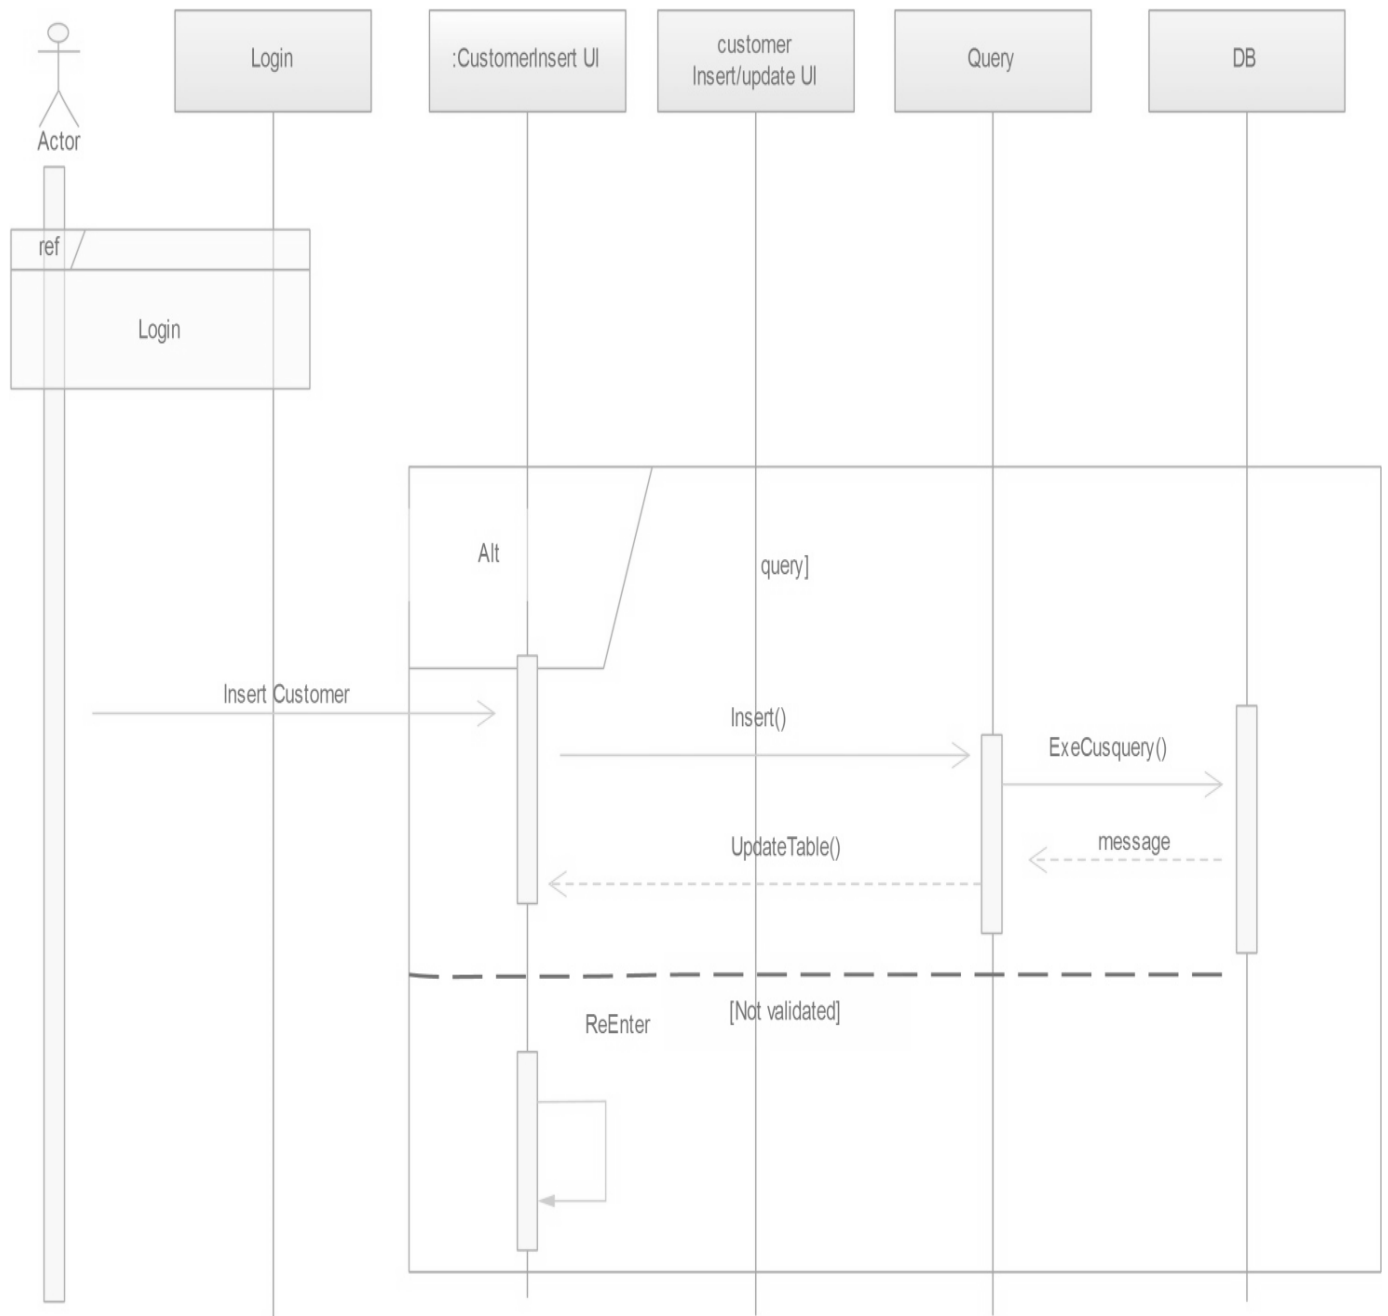 Login
:CustomerInsert UI
customer
Insert/update UI
Query
DB
Actor
ref
Login
Alt
query]
Insert Customer
Insert()
ExeCusquery()
message
UpdateTable()
[Not validated]
ReEnter